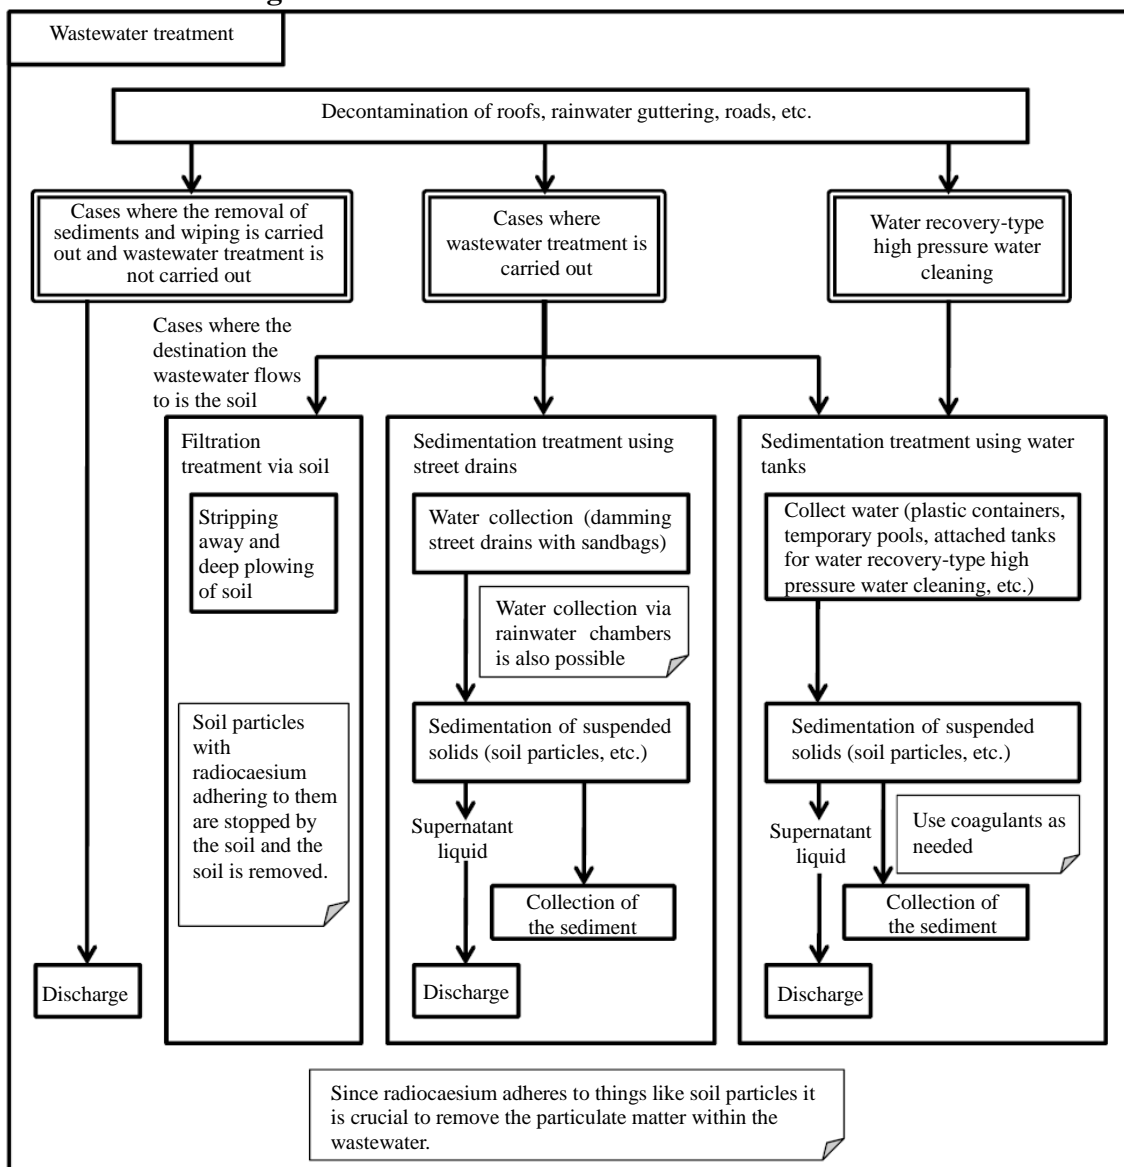 Wastewater treatment
Decontamination of roofs, rainwater guttering, roads, etc.
Cases where the removal of
sediments and wiping is carried
out and wastewater treatment is
not carried out
Cases where
wastewater treatment is
carried out
Water recovery-type
high pressure water
cleaning
Cases where the
destination the
wastewater flows
to is the soil
Filtration
treatment via soil
Stripping
away and
deep plowing
of soil
Soil particles
with
radiocaesium
adhering to them
are stopped by
the soil and the
soil is removed.
Discharge
Sedimentation treatment using
street drains
Water collection (damming
street drains with sandbags)
Water collection via
rainwater chambers
is also possible
Sedimentation of suspended
solids (soil particles, etc.)
Supernatant
liquid
Collection of
the sediment
Discharge
Sedimentation treatment using water
tanks
Collect water (plastic containers,
temporary pools, attached tanks
for water recovery-type high
pressure water cleaning, etc.)
Sedimentation of suspended
solids (soil particles, etc.)
Supernatant
liquid
Use coagulants as
needed
Collection of
the sediment
Discharge
Since radiocaesium adheres to things like soil particles it
is crucial to remove the particulate matter within the
wastewater.